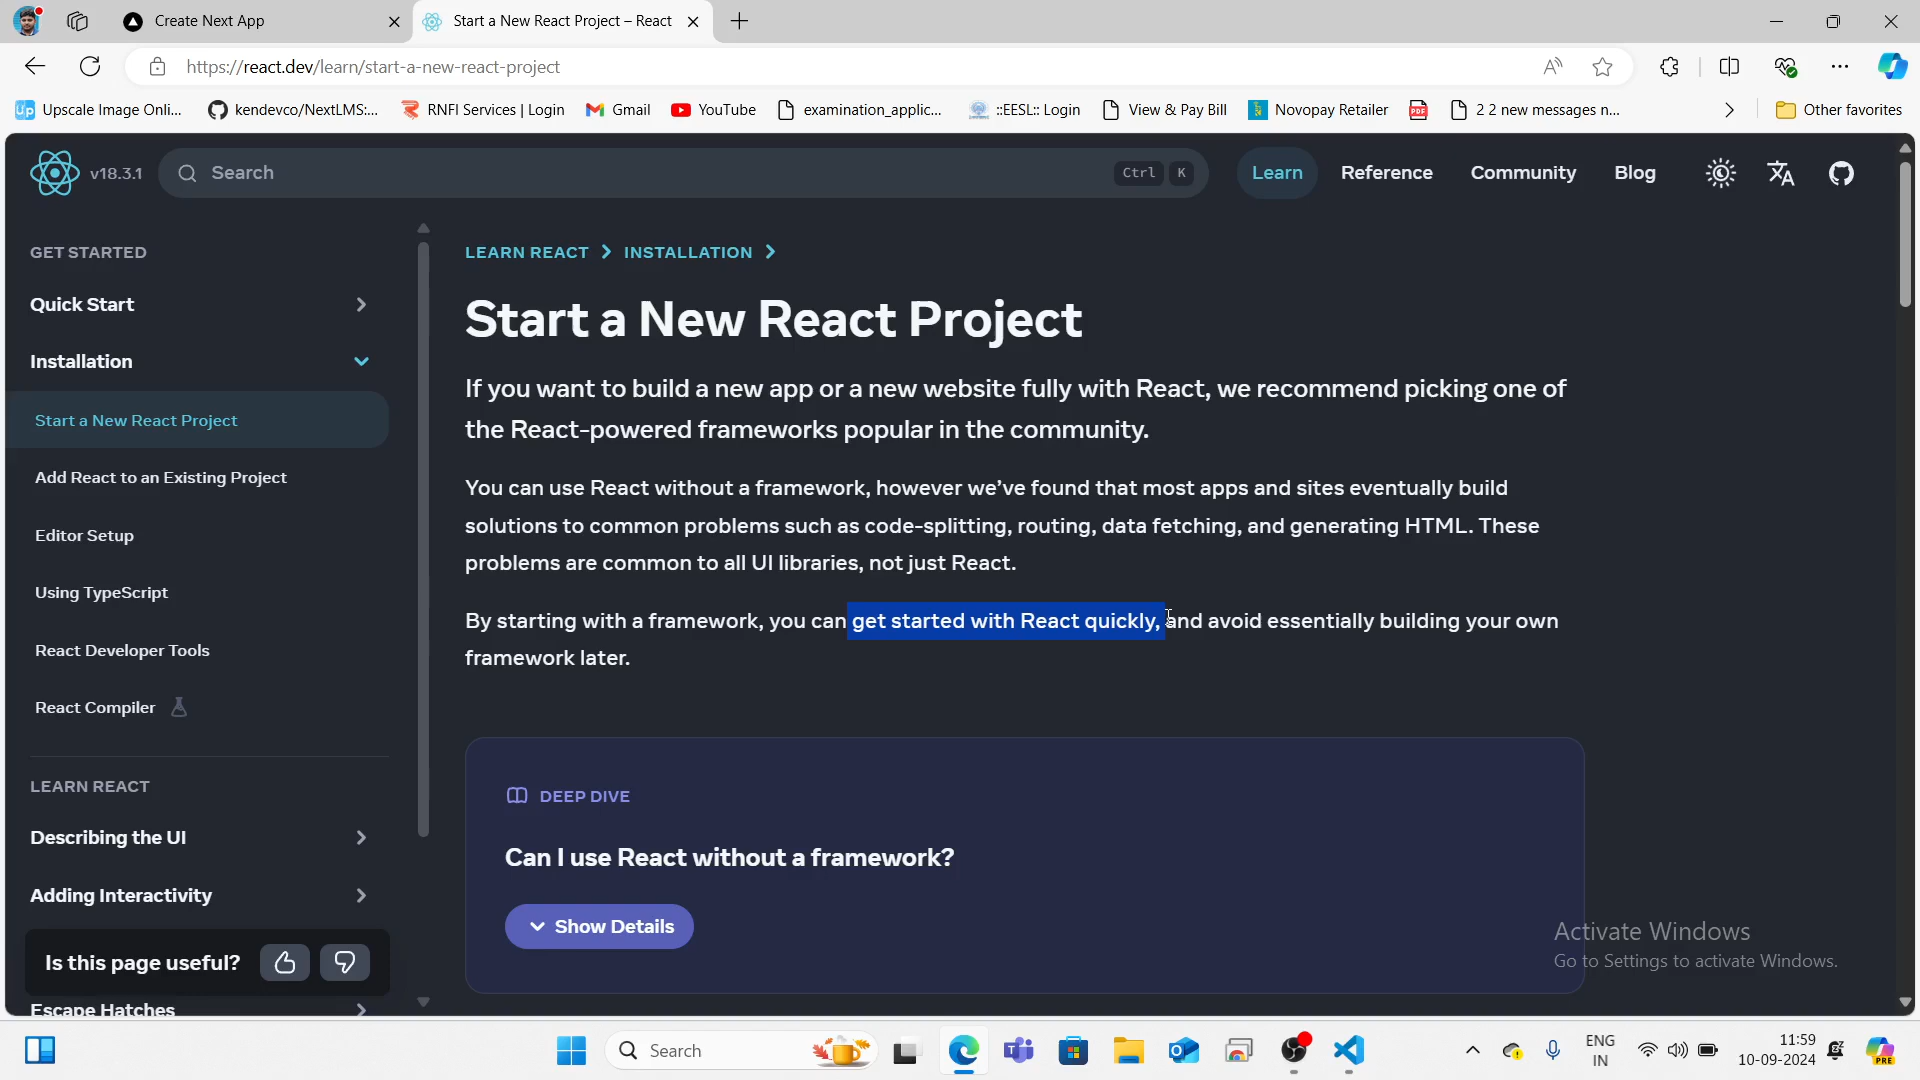 Create Next App
Start a New React Project – React
https://react.dev/learn/start-a-new-react-project
Upscale Image Onli...
kendevco/NextLMS:...
RNFI Services | Login
Gmail
YouTube
examination_applic...
::EESL:: Login
View & Pay Bill
Novopay Retailer
PDF
2 2 new messages n...
Other favorites
v18.3.1
Search
Ctrl K
Learn
Reference
Community
Blog
GET STARTED
Quick Start
Installation
Start a New React Project
Add React to an Existing Project
Editor Setup
Using TypeScript
React Developer Tools
React Compiler
LEARN REACT
Describing the UI
Adding Interactivity
Is this page useful?
Escape Hatches
LEARN REACT > INSTALLATION >
Start a New React Project
If you want to build a new app or a new website fully with React, we recommend picking one of
the React-powered frameworks popular in the community.
You can use React without a framework, however we’ve found that most apps and sites eventually build
solutions to common problems such as code-splitting, routing, data fetching, and generating HTML. These
problems are common to all UI libraries, not just React.
By starting with a framework, you can get started with React quickly, and avoid essentially building your own
framework later.
DEEP DIVE
Can I use React without a framework?
Show Details
Activate Windows
Go to Settings to activate Windows.
Search
ENG
IN
11:59
10-09-2024
PRE